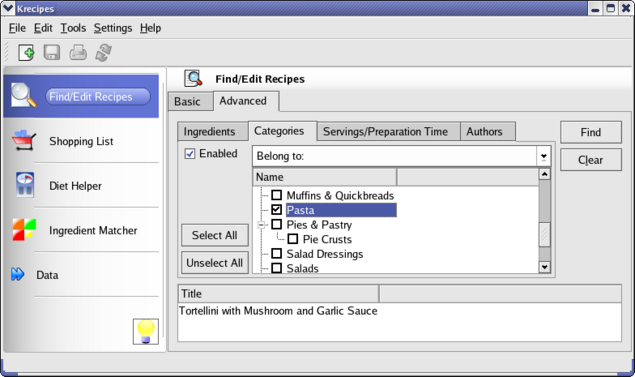 Krecipes
File Edit Tools Settings Help
Find/Edit Recipes
Shopping List
Diet Helper
Ingredient Matcher
Data
Find/Edit Recipes
Basic Advanced
Ingredients Categories Servings/Preparation Time Authors
Enabled
Belong to:
Name
Muffins & Quickbreads
Pasta
Pies & Pastry
Pie Crusts
Salad Dressings
Salads
Select All
Unselect All
Find
Clear
Title
Tortellini with Mushroom and Garlic Sauce